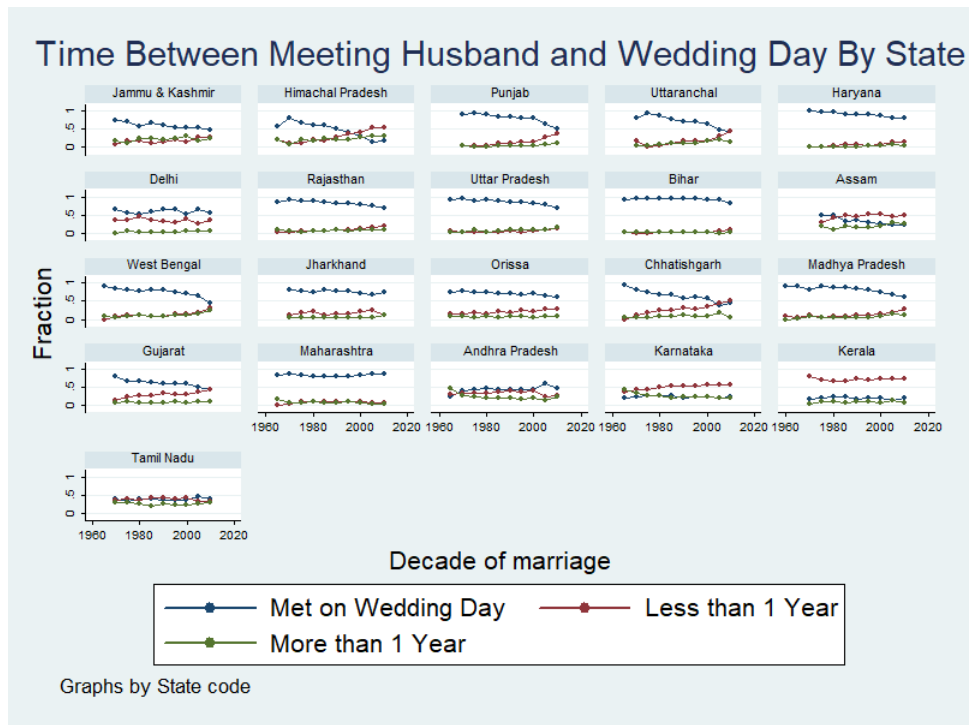 Time Between Meeting Husband and Wedding Day By State
Jammu & Kashmir Himachal Pradesh Punjab Uttaranchal Haryana
0 .5 1
Delhi Rajasthan Uttar Pradesh Bihar Assam
0 .5 1
West Bengal Jharkhand Orissa Chhatishgarh Madhya Pradesh
0 .5 1
Gujarat Maharashtra Andhra Pradesh Karnataka Kerala
0 .5 1
1960 1980 2000 2020 1960 1980 2000 2020 1960 1980 2000 2020 1960 1980 2000 2020
Tamil Nadu
0 .5 1
1960 1980 2000 2020
Fraction
Decade of marriage
Met on Wedding Day Less than 1 Year
More than 1 Year
Graphs by State code